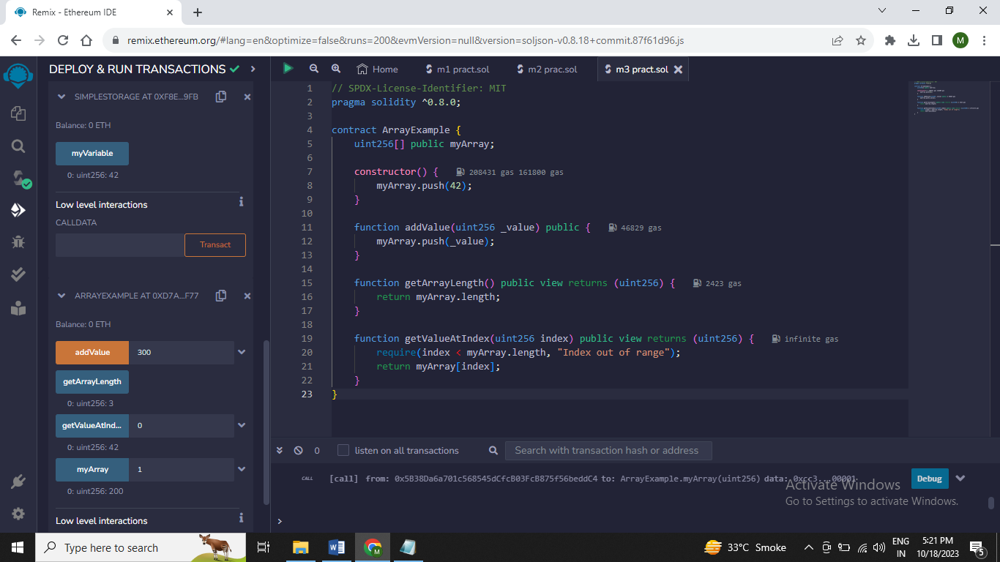 Remix - Ethereum IDE
remix.ethereum.org/#lang=en&optimize=false&runs=200&evmVersion=null&version=soljson-v0.8.18+commit.87f61d96.js
M
DEPLOY & RUN TRANSACTIONS
SIMPLESTORAGE AT 0XF8E...9FB
Balance: 0 ETH
myVariable
0: uint256: 42
Low level interactions
i
CALLDATA
Transact
ARRAYEXAMPLE AT 0XD7A...F77
Balance: 0 ETH
addValue 300
getArrayLength
0: uint256: 3
getValueAtInd... 0
0: uint256: 42
myArray 1
0: uint256: 200
Low level interactions
i
Home m1 pract.sol m2 prac.sol m3 pract.sol
1 // SPDX-License-Identifier: MIT
2 pragma solidity ^0.8.0;
3
4 contract ArrayExample {
5 uint256[] public myArray;
6
7 constructor() { 208431 gas 161800 gas
8 myArray.push(42);
9 }
10
11 function addValue(uint256 _value) public { 46829 gas
12 myArray.push(_value);
13 }
14
15 function getArrayLength() public view returns (uint256) { 2423 gas
16 return myArray.length;
17 }
18
19 function getValueAtIndex(uint256 index) public view returns (uint256) { infinite gas
20 require(index < myArray.length, "Index out of range");
21 return myArray[index];
22 }
23 }
0 listen on all transactions Search with transaction hash or address
CALL [call] from: 0x5B38Da6a701c568545dCfcB03FcB875f56beddC4 to: ArrayExample.myArray(uint256) data: 0xcc3...00001 Debug
>
Activate Windows
Go to Settings to activate Windows.
Type here to search
33°C Smoke
ENG
IN
5:21 PM
10/18/2023
5